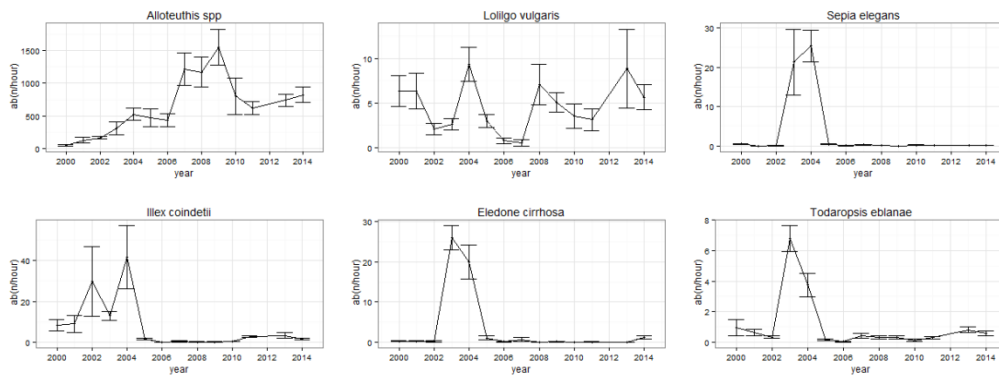 Alloteuthis spp
ab(n/hour)
1500
1000
500
0
2000 2002 2004 2006 2008 2010 2012 2014
year
Lolilgo vulgaris
ab(n/hour)
10
5
0
2000 2002 2004 2006 2008 2010 2012 2014
year
Sepia elegans
ab(n/hour)
30
20
10
0
2000 2002 2004 2006 2008 2010 2012 2014
year
Illex coindetii
ab(n/hour)
40
20
0
2000 2002 2004 2006 2008 2010 2012 2014
year
Eledone cirrhosa
ab(n/hour)
30
20
10
0
2000 2002 2004 2006 2008 2010 2012 2014
year
Todaropsis eblanae
ab(n/hour)
8
6
4
2
0
2000 2002 2004 2006 2008 2010 2012 2014
year